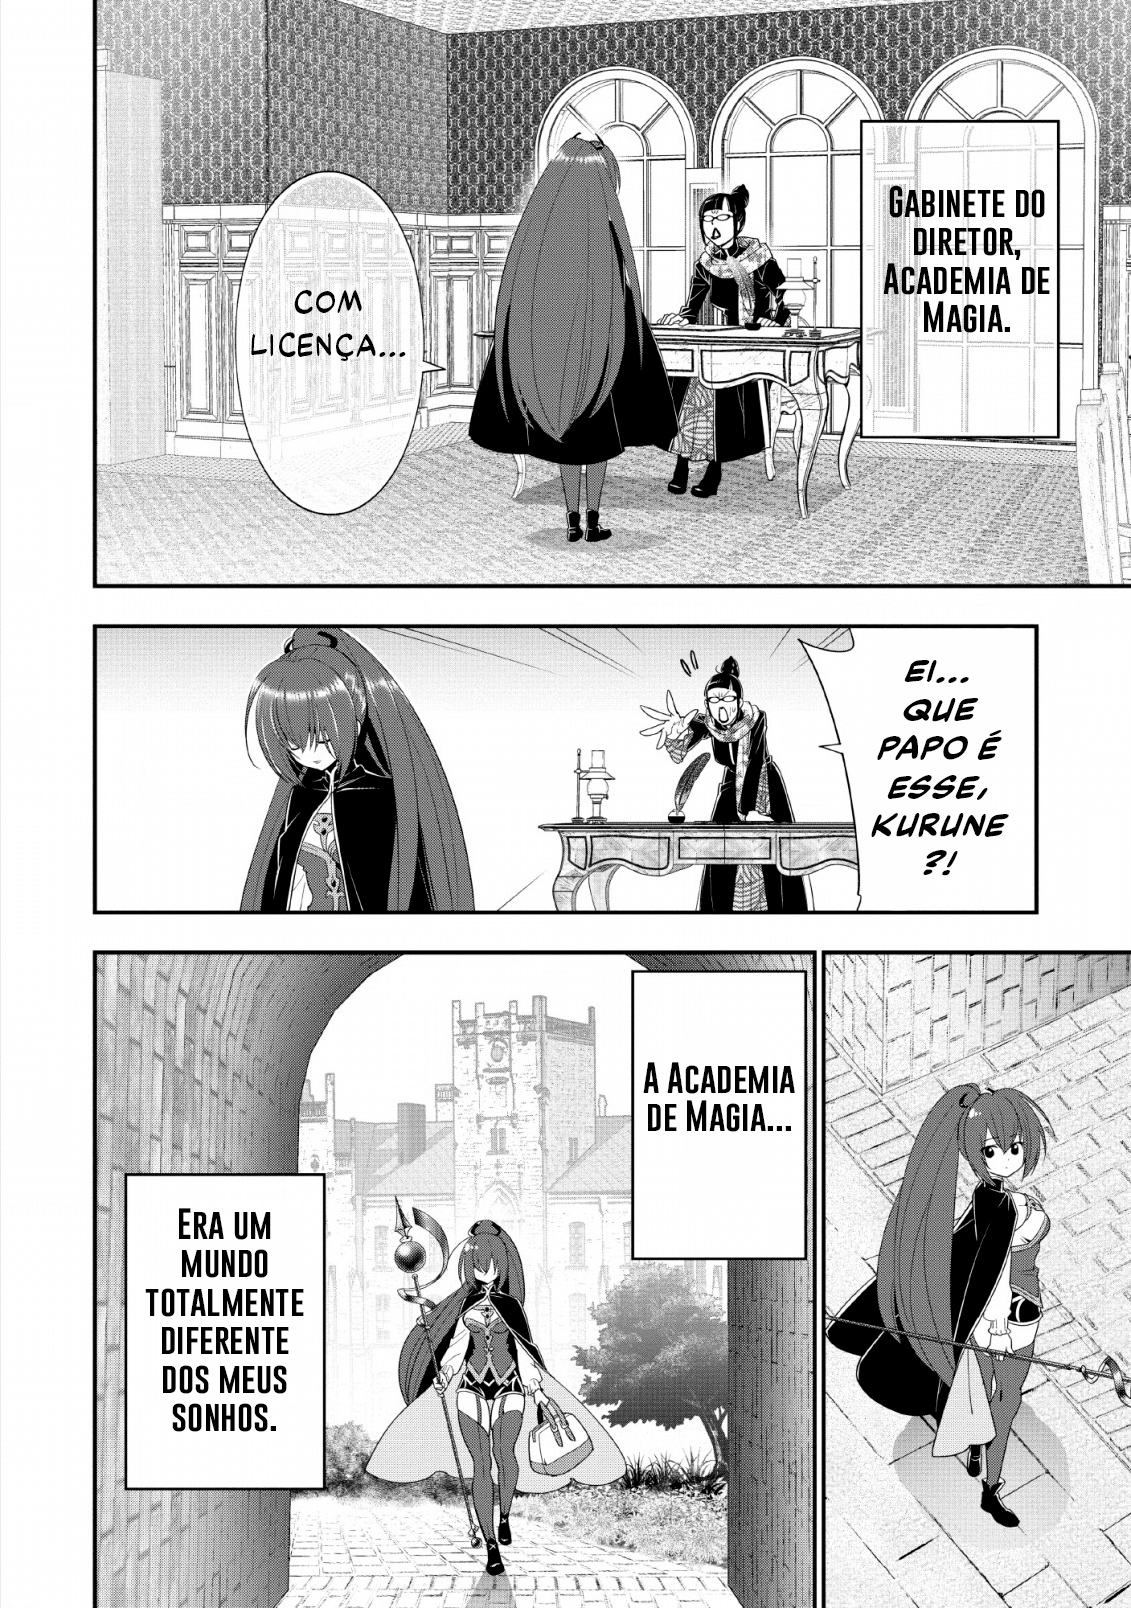 Gabinete do
diretor,
Academia de
Magia.
COM
LICENÇA...
EI...
QUE
PAPO É
ESSE,
KURUNE
?!
A Academia
de Magia...
Era um
mundo
totalmente
diferente
dos meus
sonhos.